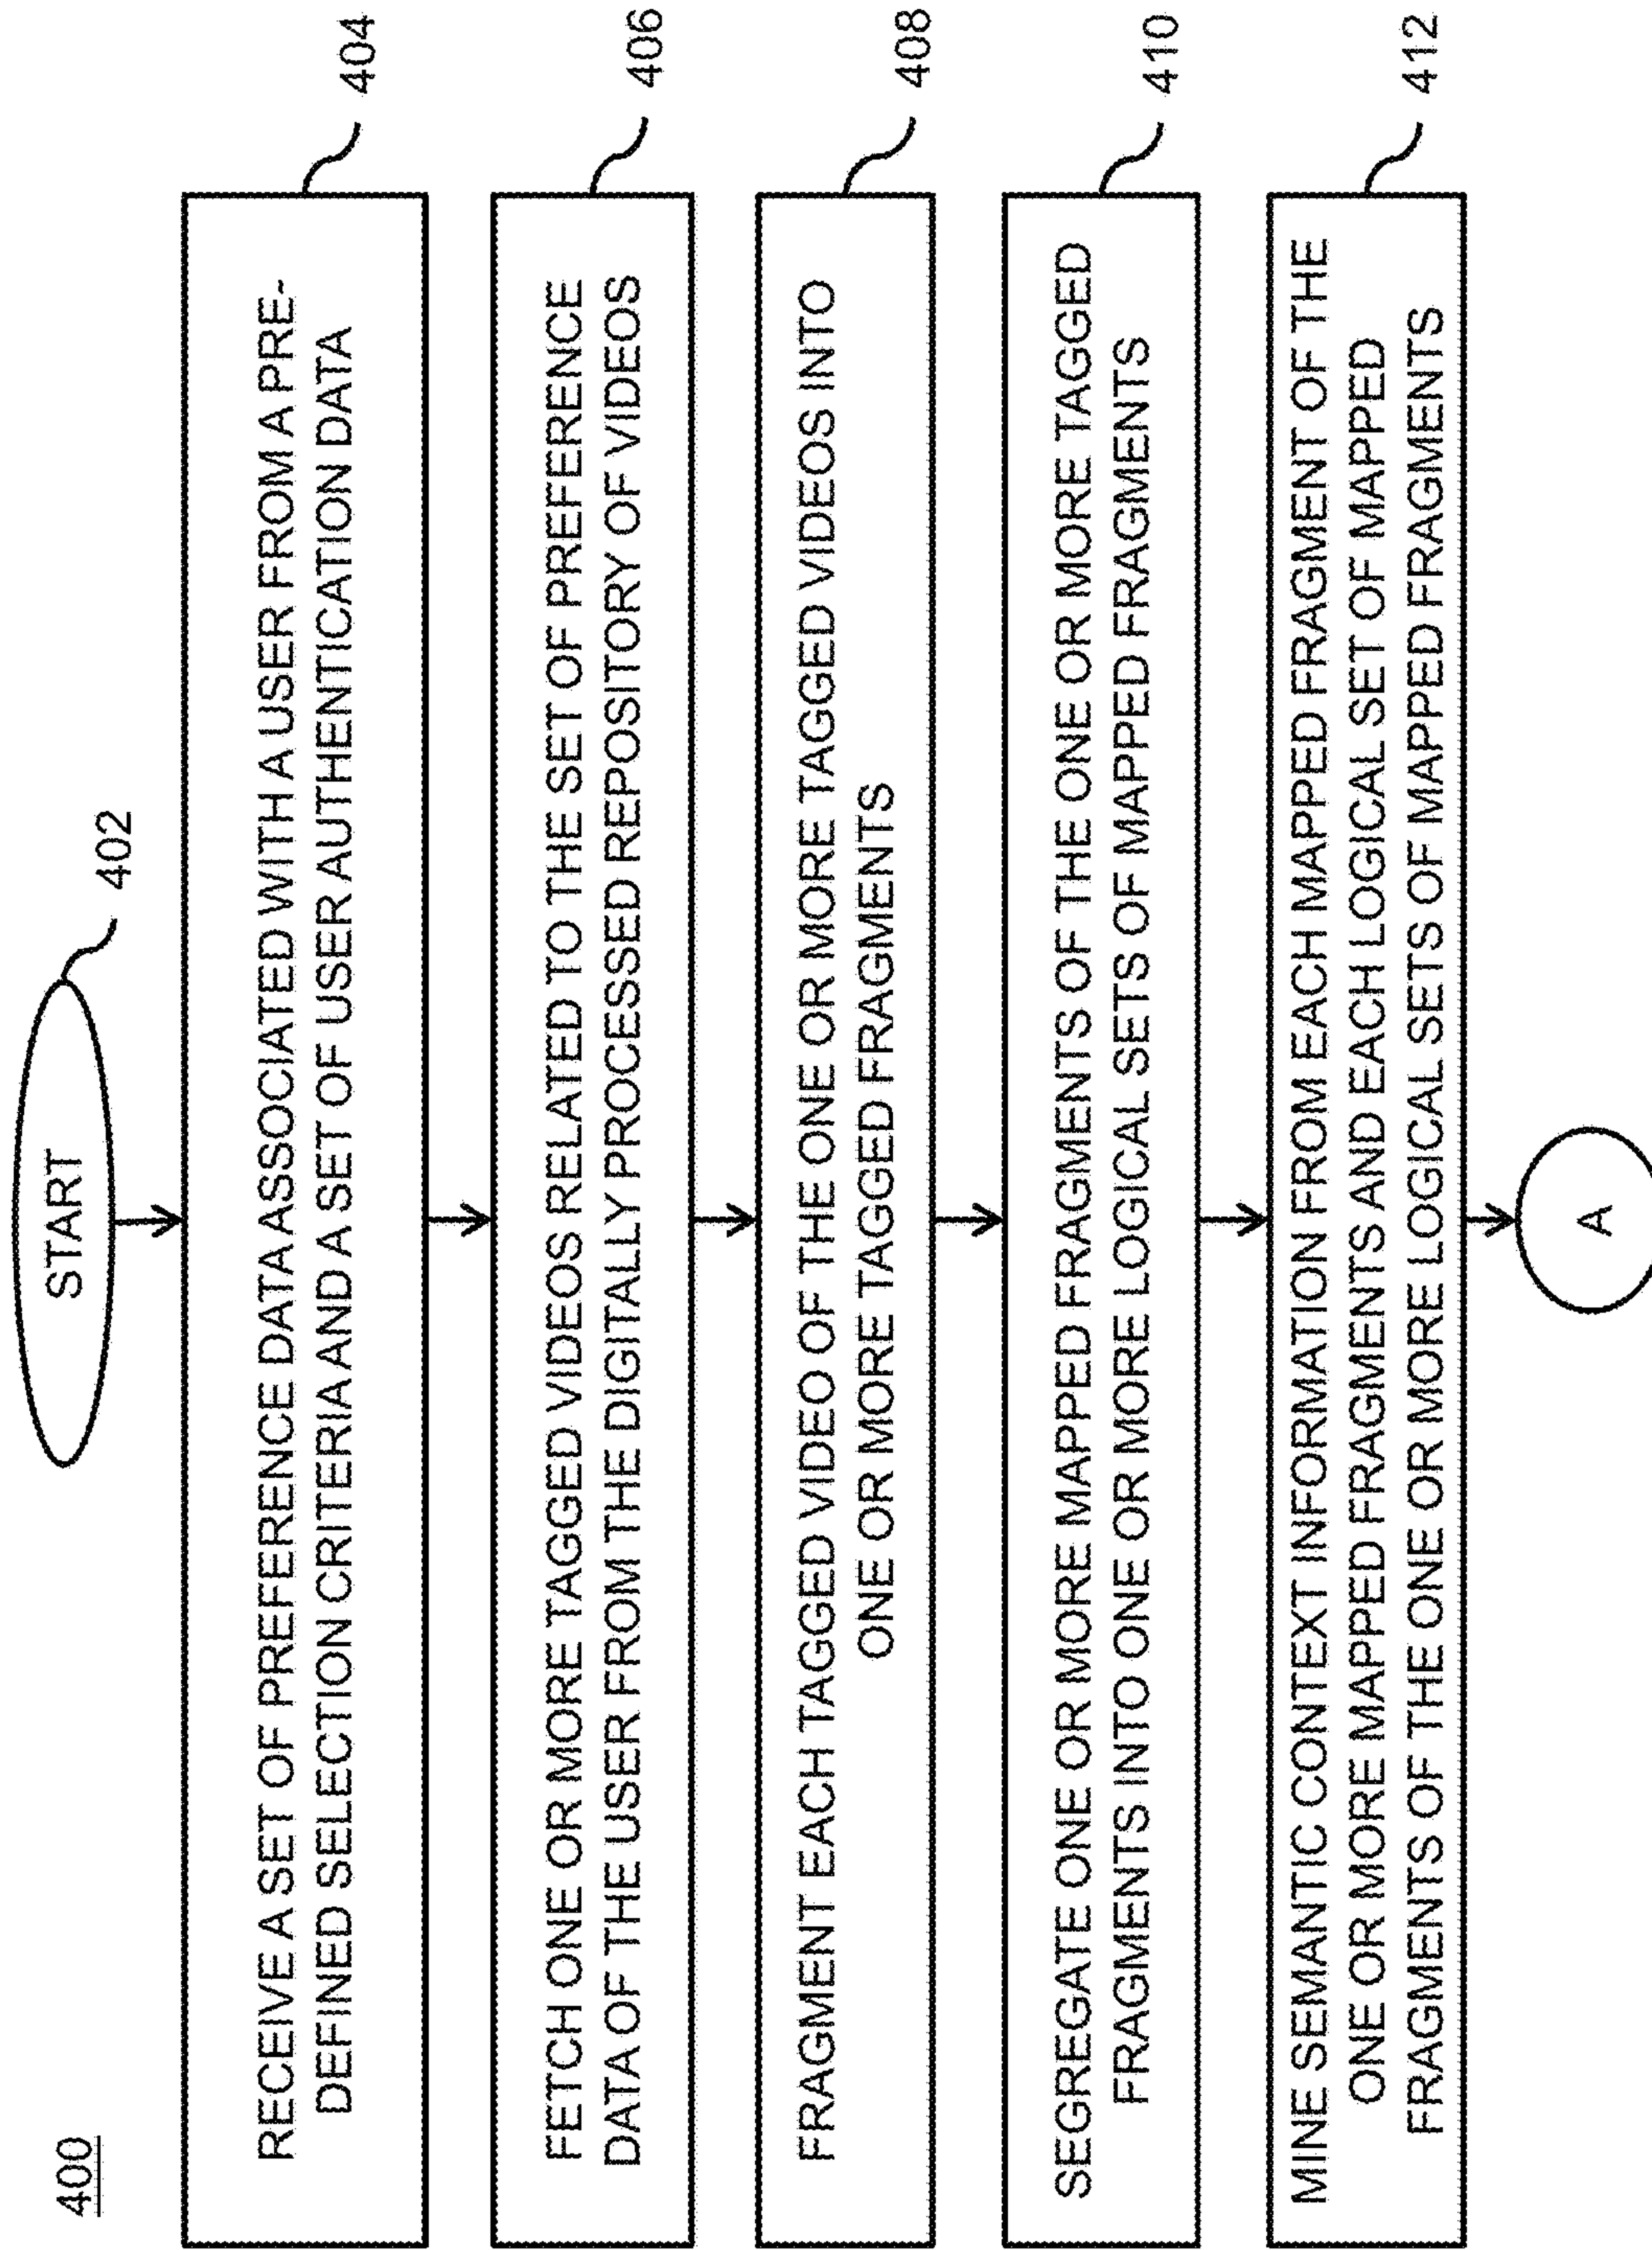 400
START
402
RECEIVE A SET OF PREFERENCE DATA ASSOCIATED WITH A USER FROM A PRE-
DEFINED SELECTION CRITERIA AND A SET OF USER AUTHENTICATION DATA
404
FETCH ONE OR MORE TAGGED VIDEOS RELATED TO THE SET OF PREFERENCE
DATA OF THE USER FROM THE DIGITALLY PROCESSED REPOSITORY OF VIDEOS
406
FRAGMENT EACH TAGGED VIDEO OF THE ONE OR MORE TAGGED VIDEOS INTO
ONE OR MORE TAGGED FRAGMENTS
408
SEGREGATE ONE OR MORE MAPPED FRAGMENTS OF THE ONE OR MORE TAGGED
FRAGMENTS INTO ONE OR MORE LOGICAL SETS OF MAPPED FRAGMENTS
410
MINE SEMANTIC CONTEXT INFORMATION FROM EACH MAPPED FRAGMENT OF THE
ONE OR MORE MAPPED FRAGMENTS AND EACH LOGICAL SET OF MAPPED
FRAGMENTS OF THE ONE OR MORE LOGICAL SETS OF MAPPED FRAGMENTS
412
A